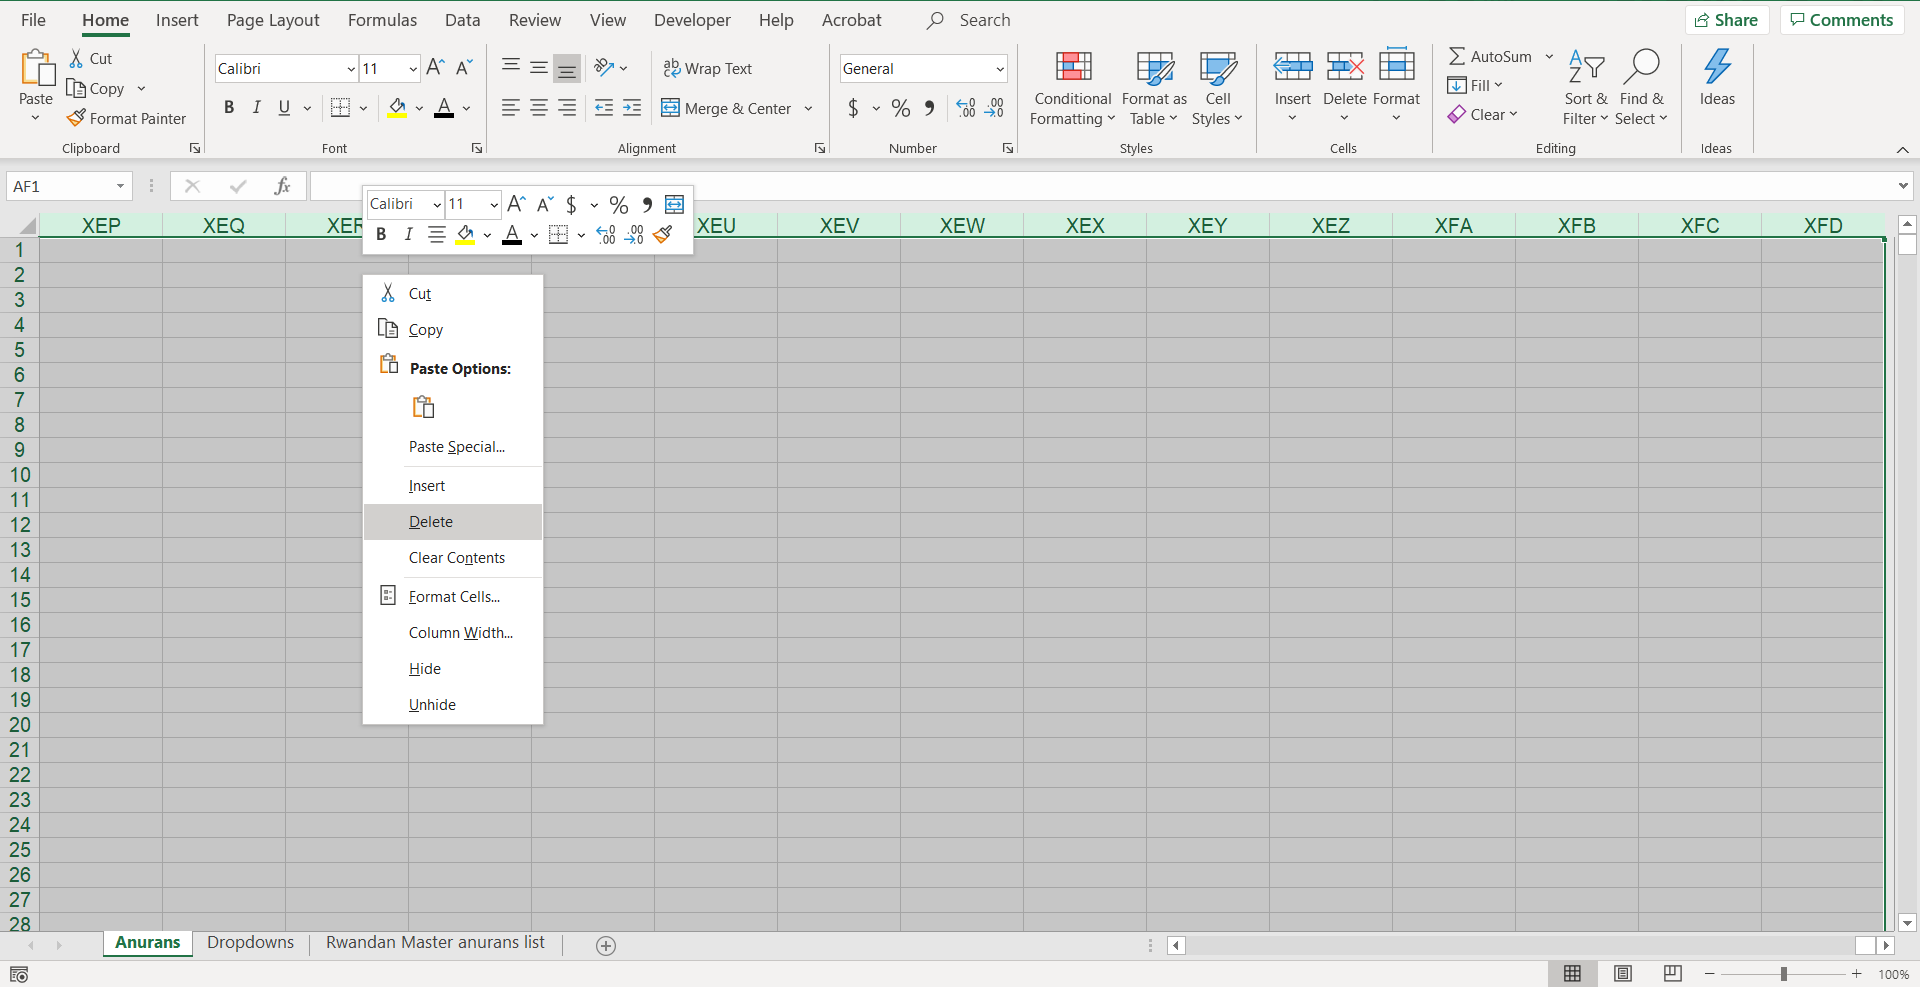 File Home Insert Page Layout Formulas Data Review View Developer Help Acrobat Search Share Comments
Paste
Cut
Copy
Format Painter
Clipboard
Calibri 11
B I U
Font
Wrap Text
Merge & Center
Alignment
General
$ % , .00 .00
Number
Conditional Formatting
Format as Table
Cell Styles
Styles
Insert Delete Format
Cells
AutoSum
Fill
Clear
Sort & Filter
Find & Select
Editing
Ideas
Ideas
AF1 fx
Calibri 11 A A $ % ,
B I A .00 .00
XEP XEQ XER XEU XEV XEW XEX XEY XEZ XFA XFB XFC XFD
1
2
3
4
5
6
7
8
9
10
11
12
13
14
15
16
17
18
19
20
21
22
23
24
25
26
27
28
Cut
Copy
Paste Options:
Paste Special...
Insert
Delete
Clear Contents
Format Cells...
Column Width...
Hide
Unhide
Anurans Dropdowns Rwandan Master anurans list
100%